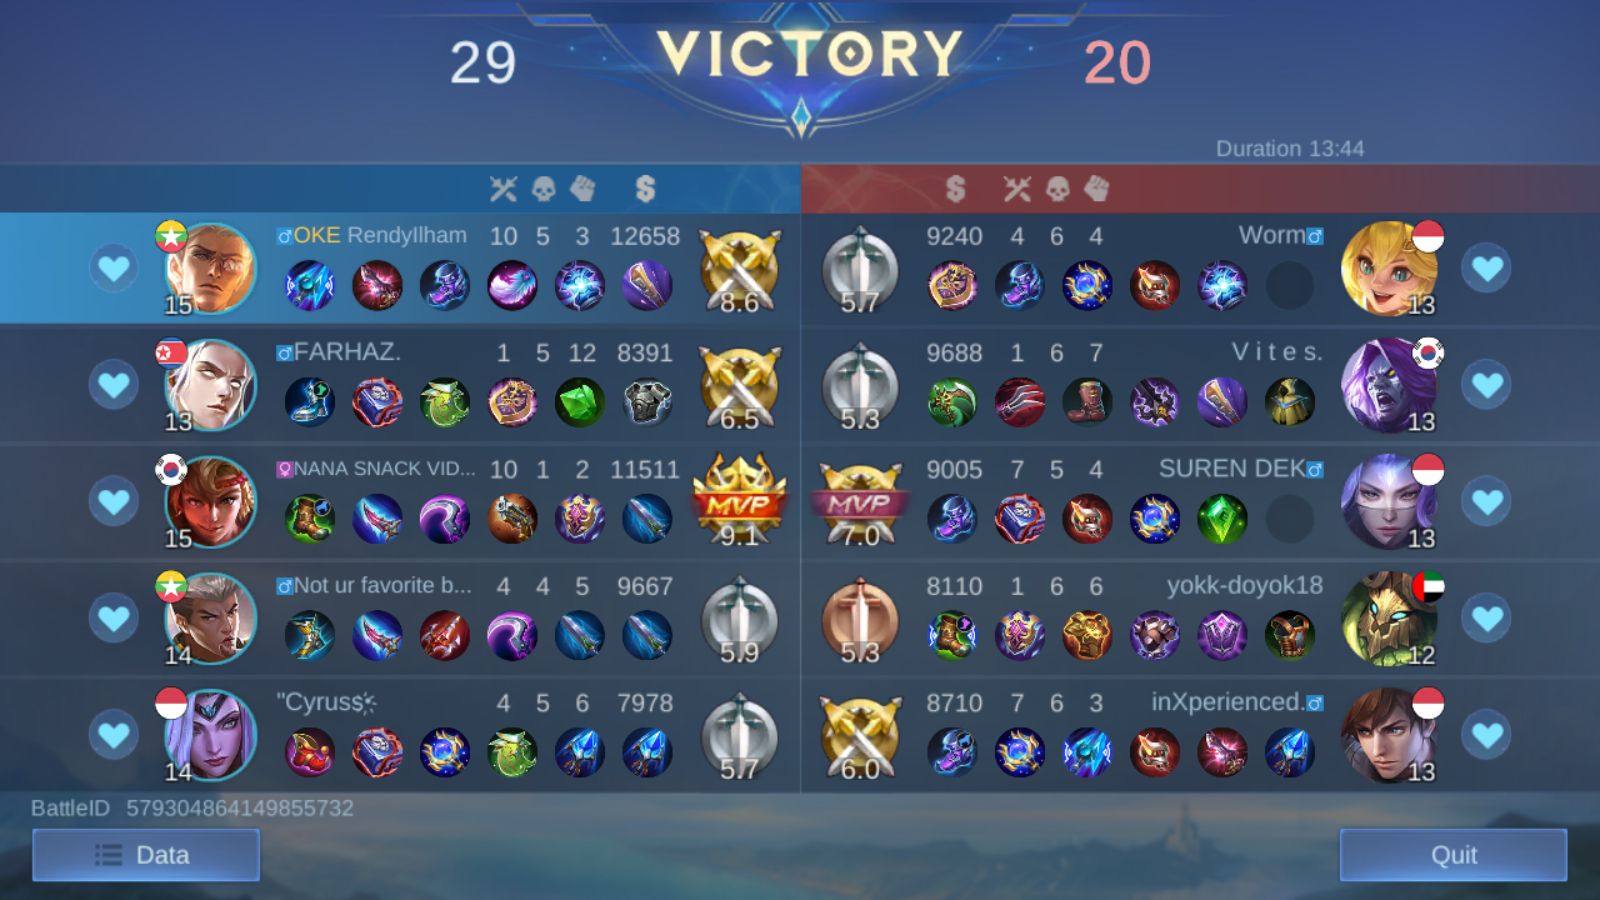 29 VICTORY 20
Duration 13:44
OKE RendyIlham 10 5 3 12658
15 8.6
9240 4 6 4 Worm
5.7 13
FARHAZ. 1 5 12 8391
13 6.5
9688 1 6 7 V i t e s.
5.3 13
NANA SNACK VID... 10 1 2 11511
15 MVP 9.1
9005 7 5 4 SUREN DEK
MVP 7.0 13
Not ur favorite b... 4 4 5 9667
14 5.9
8110 1 6 6 yokk-doyok18
5.3 12
"Cyruss 4 5 6 7978
14 5.7
8710 7 6 3 inXperienced.
6.0 13
BattleID 579304864149855732
Data
Quit